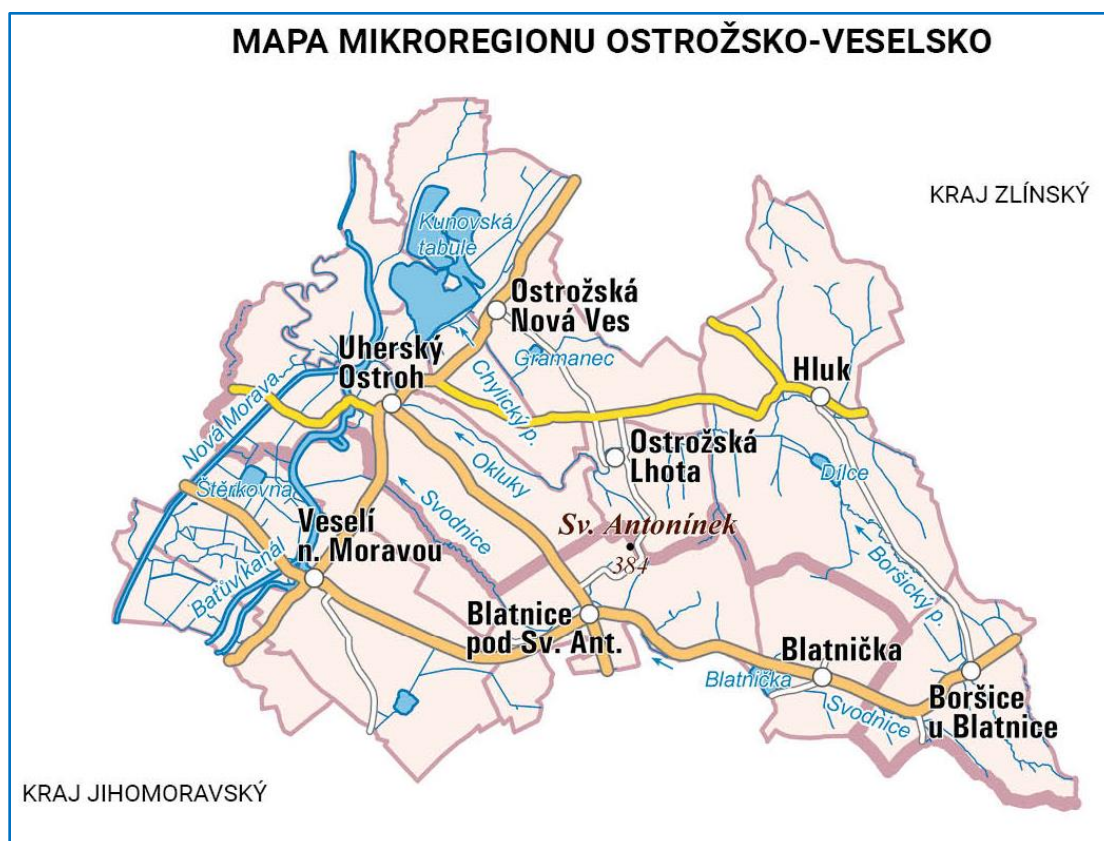 MAPA MIKROREGIONU OSTROŽSKO-VESELSKO
KRAJ ZLÍNSKÝ
Kunovská
tabule
Ostrožská
Nová Ves
Uherský
Ostroh
Gramanec
Hluk
Nová Morava
Chylický p.
Ostrožská
Lhota
Okluky
Dílce
Štěrkovna
Svodnice
Sv. Antonínek
384
Veselí
n. Moravou
Baťův kanál
Boršický p.
Blatnice
pod Sv. Ant.
Blatnička
Blatnička
Svodnice
Boršice
u Blatnice
KRAJ JIHOMORAVSKÝ